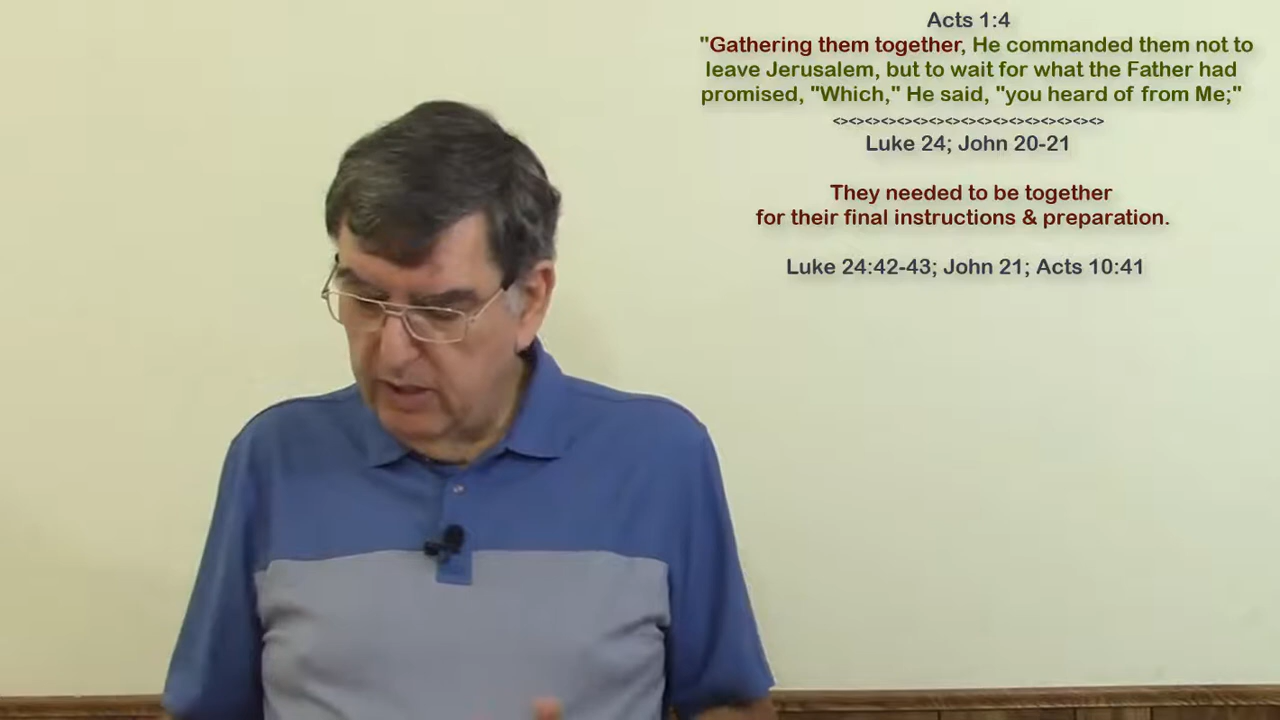 Acts 1:4
"Gathering them together, He commanded them not to
leave Jerusalem, but to wait for what the Father had
promised, "Which," He said, "you heard of from Me;"
<><><><><><><><><><><><><><><><><>
Luke 24; John 20-21
They needed to be together
for their final instructions & preparation.
Luke 24:42-43; John 21; Acts 10:41